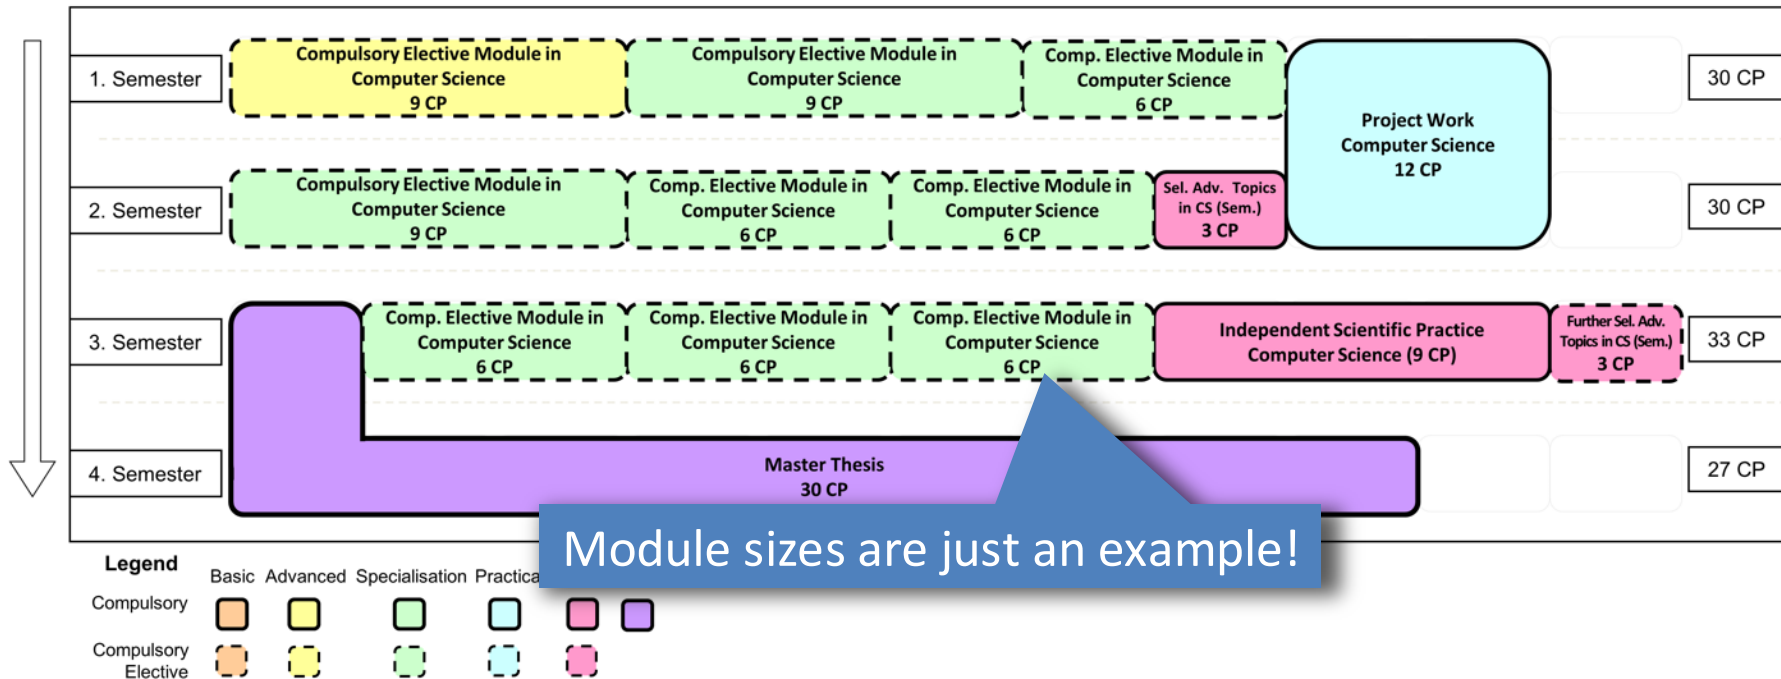 1. Semester
Compulsory Elective Module in
Computer Science
9 CP
Compulsory Elective Module in
Computer Science
9 CP
Comp. Elective Module in
Computer Science
6 CP
Project Work
Computer Science
12 CP
30 CP
2. Semester
Compulsory Elective Module in
Computer Science
9 CP
Comp. Elective Module in
Computer Science
6 CP
Comp. Elective Module in
Computer Science
6 CP
Sel. Adv. Topics
in CS (Sem.)
3 CP
30 CP
3. Semester
Comp. Elective Module in
Computer Science
6 CP
Comp. Elective Module in
Computer Science
6 CP
Comp. Elective Module in
Computer Science
6 CP
Independent Scientific Practice
Computer Science (9 CP)
Further Sel. Adv.
Topics in CS (Sem.)
3 CP
33 CP
4. Semester
Master Thesis
30 CP
27 CP
Module sizes are just an example!
Legend
Basic Advanced Specialisation
Compulsory
Compulsory
Elective